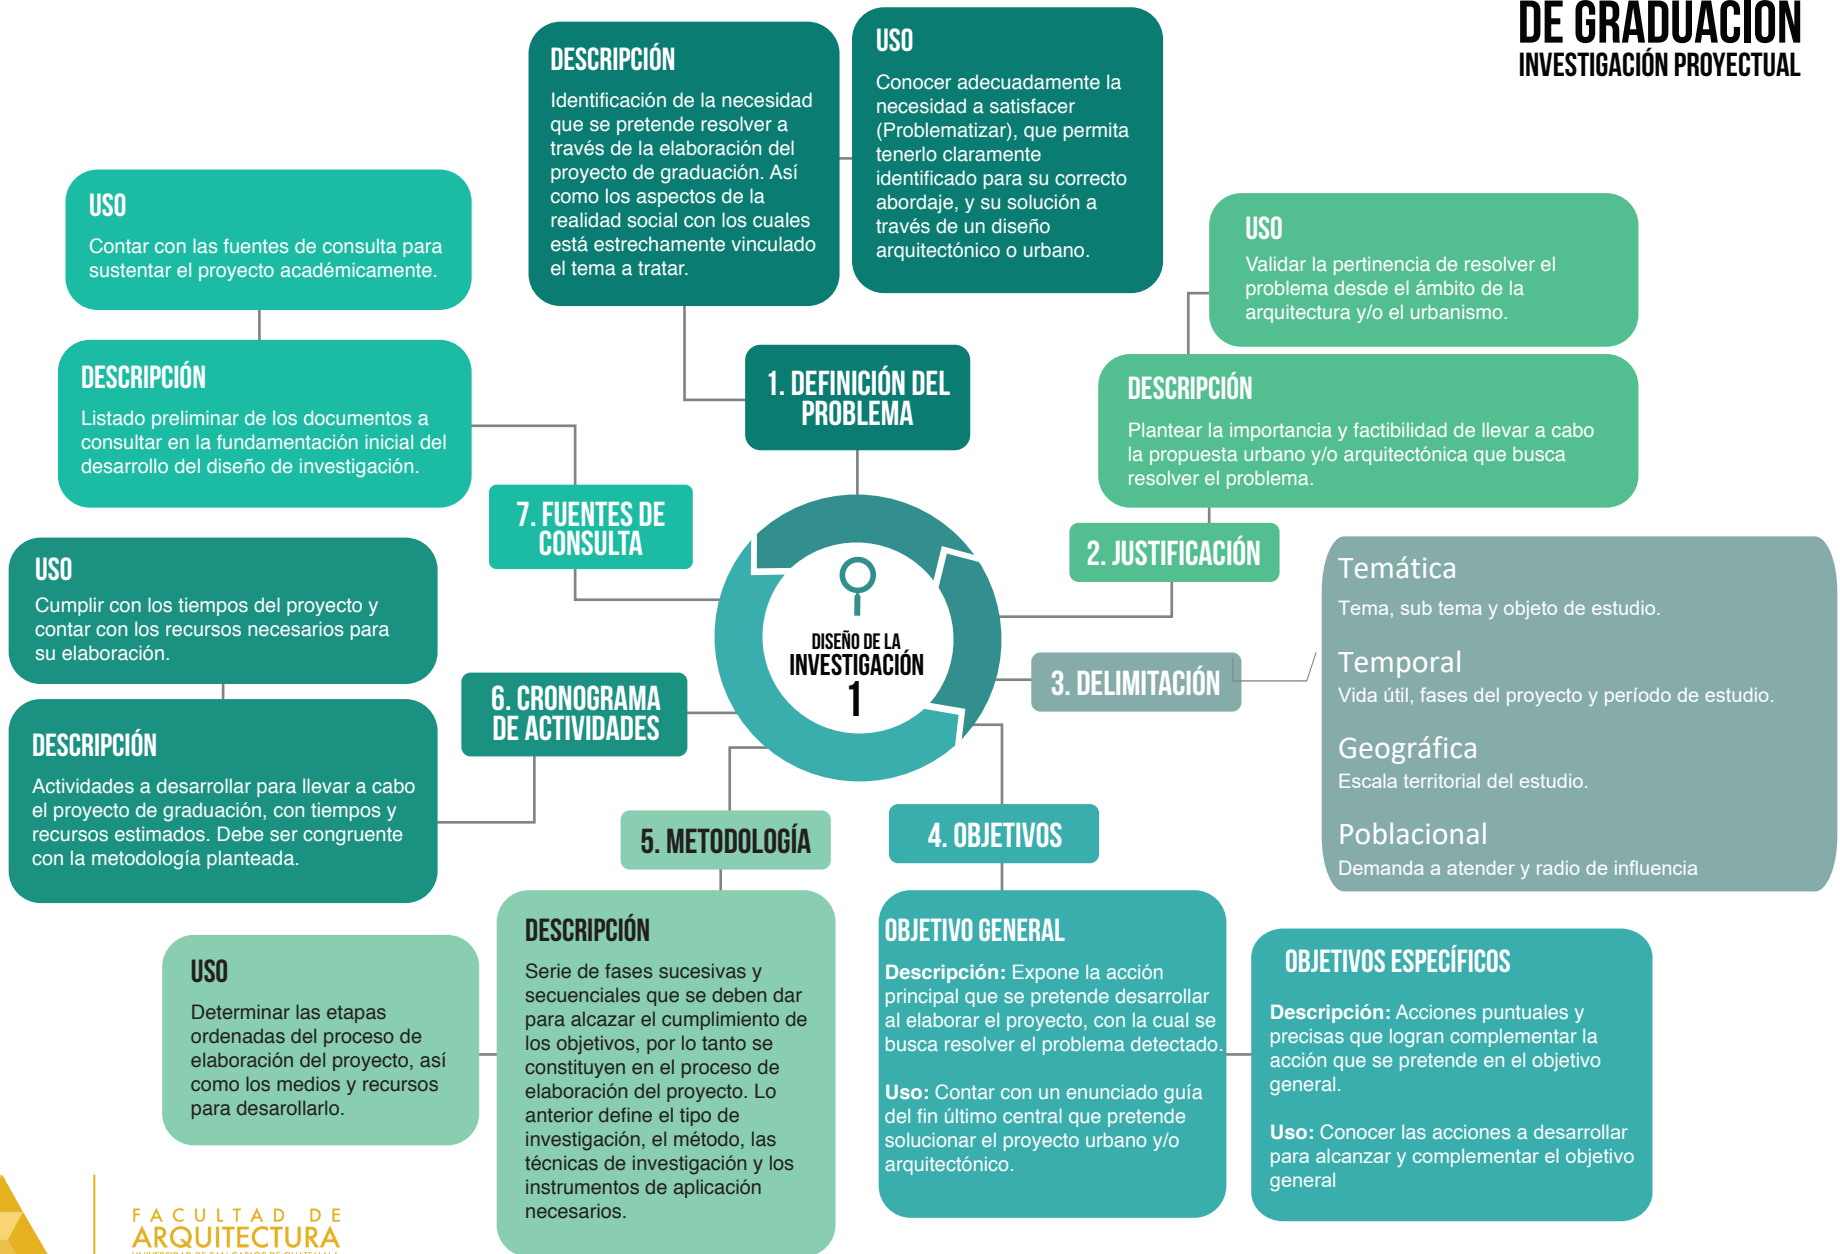 DE GRADUACIÓN
INVESTIGACIÓN PROYECTUAL
DESCRIPCIÓN
Identificación de la necesidad
que se pretende resolver a
través de la elaboración del
proyecto de graduación. Así
como los aspectos de la
realidad social con los cuales
está estrechamente vinculado
el tema a tratar.
USO
Conocer adecuadamente la
necesidad a satisfacer
(Problematizar), que permita
tenerlo claramente
identificado para su correcto
abordaje, y su solución a
través de un diseño
arquitectónico o urbano.
1. DEFINICIÓN DEL
PROBLEMA
USO
Validar la pertinencia de resolver el
problema desde el ámbito de la
arquitectura y/o el urbanismo.
DESCRIPCIÓN
Plantear la importancia y factibilidad de llevar a cabo
la propuesta urbano y/o arquitectónica que busca
resolver el problema.
2. JUSTIFICACIÓN
3. DELIMITACIÓN
Temática
Tema, sub tema y objeto de estudio.
Temporal
Vida útil, fases del proyecto y período de estudio.
Geográfica
Escala territorial del estudio.
Poblacional
Demanda a atender y radio de influencia
4. OBJETIVOS
OBJETIVO GENERAL
Descripción: Expone la acción
principal que se pretende desarrollar
al elaborar el proyecto, con la cual se
busca resolver el problema detectado.
Uso: Contar con un enunciado guía
del fin último central que pretende
solucionar el proyecto urbano y/o
arquitectónico.
OBJETIVOS ESPECÍFICOS
Descripción: Acciones puntuales y
precisas que logran complementar la
acción que se pretende en el objetivo
general.
Uso: Conocer las acciones a desarrollar
para alcanzar y complementar el objetivo
general
5. METODOLOGÍA
DESCRIPCIÓN
Serie de fases sucesivas y
secuenciales que se deben dar
para alcazar el cumplimiento de
los objetivos, por lo tanto se
constituyen en el proceso de
elaboración del proyecto. Lo
anterior define el tipo de
investigación, el método, las
técnicas de investigación y los
instrumentos de aplicación
necesarios.
USO
Determinar las etapas
ordenadas del proceso de
elaboración del proyecto, así
como los medios y recursos
para desarollarlo.
6. CRONOGRAMA
DE ACTIVIDADES
USO
Cumplir con los tiempos del proyecto y
contar con los recursos necesarios para
su elaboración.
DESCRIPCIÓN
Actividades a desarrollar para llevar a cabo
el proyecto de graduación, con tiempos y
recursos estimados. Debe ser congruente
con la metodología planteada.
7. FUENTES DE
CONSULTA
USO
Contar con las fuentes de consulta para
sustentar el proyecto académicamente.
DESCRIPCIÓN
Listado preliminar de los documentos a
consultar en la fundamentación inicial del
desarrollo del diseño de investigación.
DISEÑO DE LA
INVESTIGACIÓN
1
FACULTAD DE
ARQUITECTURA
UNIVERSIDAD DE SAN CARLOS DE GUATEMALA